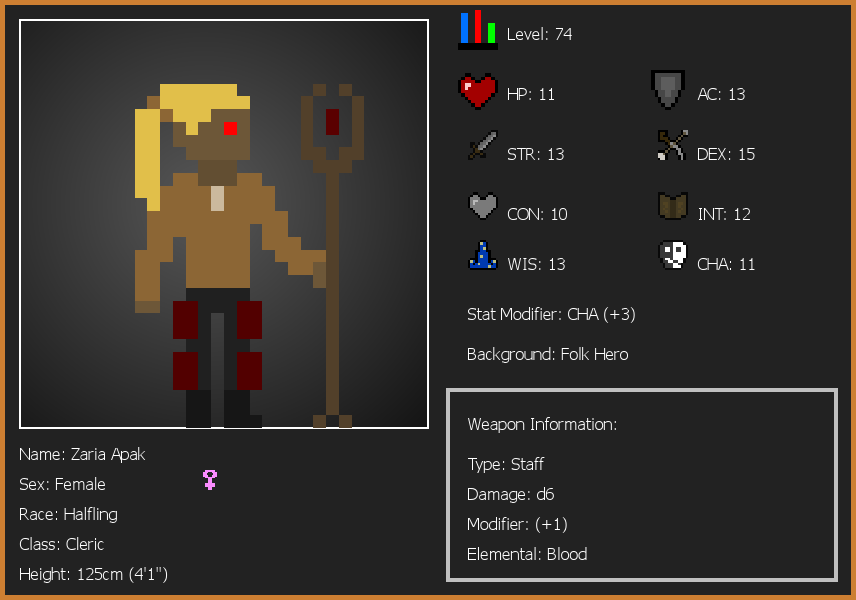 Level: 74
HP: 11
AC: 13
STR: 13
DEX: 15
CON: 10
INT: 12
WIS: 13
CHA: 11
Stat Modifier: CHA (+3)
Background: Folk Hero
Weapon Information:
Type: Staff
Damage: d6
Modifier: (+1)
Elemental: Blood
Name: Zaria Apak
Sex: Female
Race: Halfling
Class: Cleric
Height: 125cm (4'1")